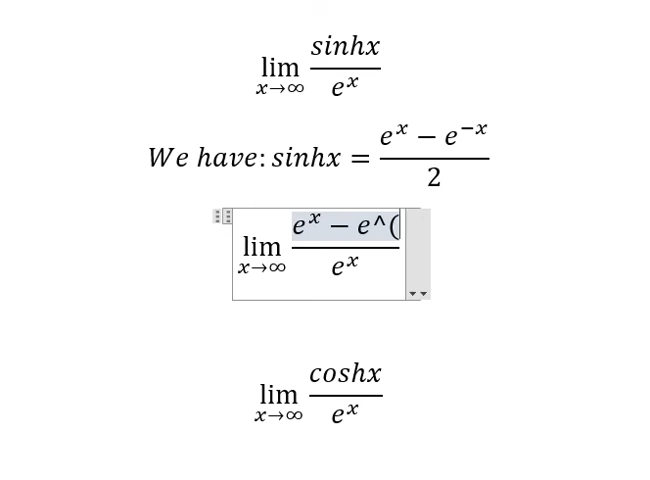 lim x→∞ sinhx / e^x
We have: sinhx = e^x − e^−x / 2
lim x→∞ e^x − e^( / e^x
lim x→∞ coshx / e^x